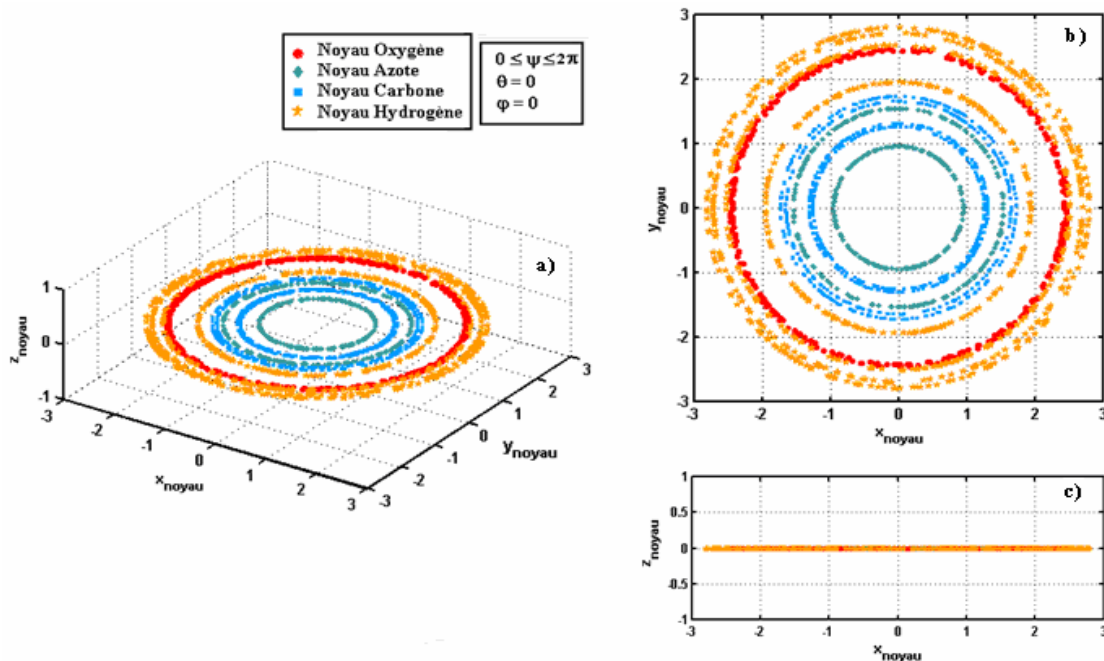 Noyau Oxygène
Noyau Azote
Noyau Carbone
Noyau Hydrogène
0 ≤ ψ ≤ 2π
θ = 0
φ = 0
a)
1
0
-1
z_noyau
-3
-2
-1
0
1
2
3
x_noyau
-3
-2
-1
0
1
2
3
y_noyau
b)
3
2
1
0
-1
-2
-3
y_noyau
-3
-2
-1
0
1
2
3
x_noyau
c)
1
0.5
0
-0.5
-1
z_noyau
-3
-2
-1
0
1
2
3
x_noyau